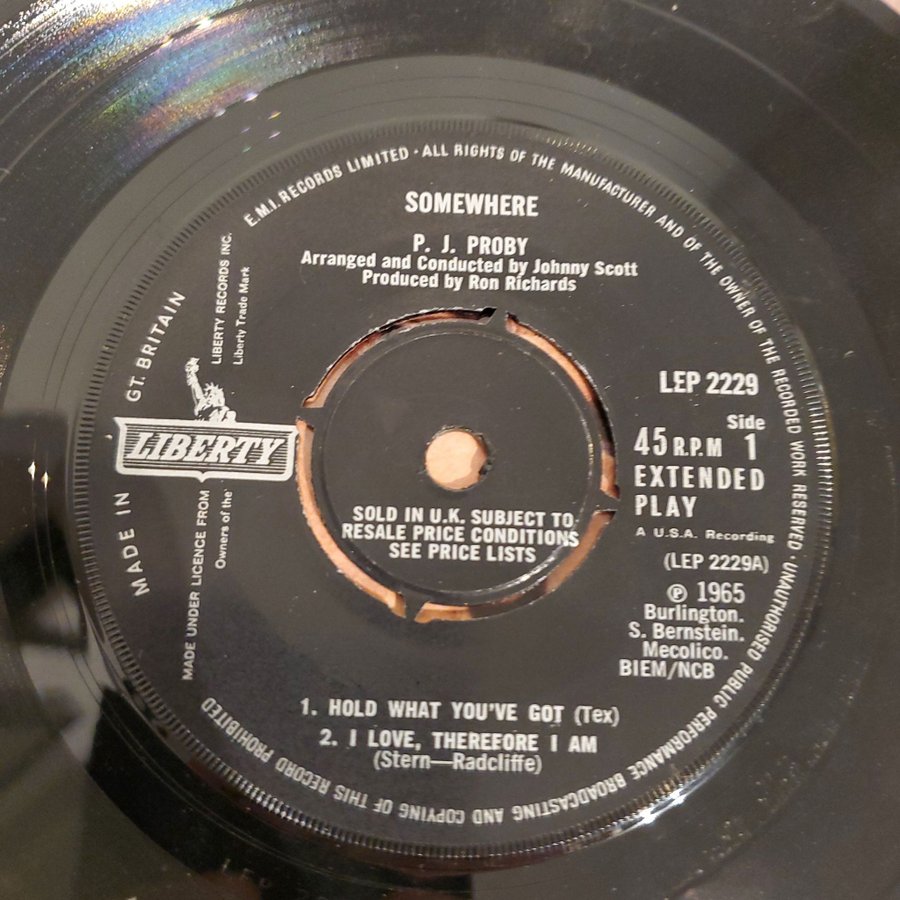 E.M.I. RECORDS LIMITED · ALL RIGHTS OF THE MANUFACTURER AND OF THE OWNER OF THE RECORDED WORK RESERVED · UNAUTHORISED PUBLIC PERFORMANCE BROADCASTING AND COPYING OF THIS RECORD PROHIBITED
SOMEWHERE
P. J. PROBY
Arranged and Conducted by Johnny Scott
Produced by Ron Richards
MADE IN GT. BRITAIN
LIBERTY
MADE UNDER LICENCE FROM LIBERTY RECORDS INC.
Owners of the Liberty Trade Mark
LEP 2229
Side
45 R.P.M 1
EXTENDED
PLAY
A U.S.A. Recording
(LEP 2229A)
℗ 1965
Burlington.
S. Bernstein.
Mecolico.
BIEM/NCB
SOLD IN U.K. SUBJECT TO
RESALE PRICE CONDITIONS
SEE PRICE LISTS
1. HOLD WHAT YOU'VE GOT (Tex)
2. I LOVE, THEREFORE I AM
(Stern—Radcliffe)